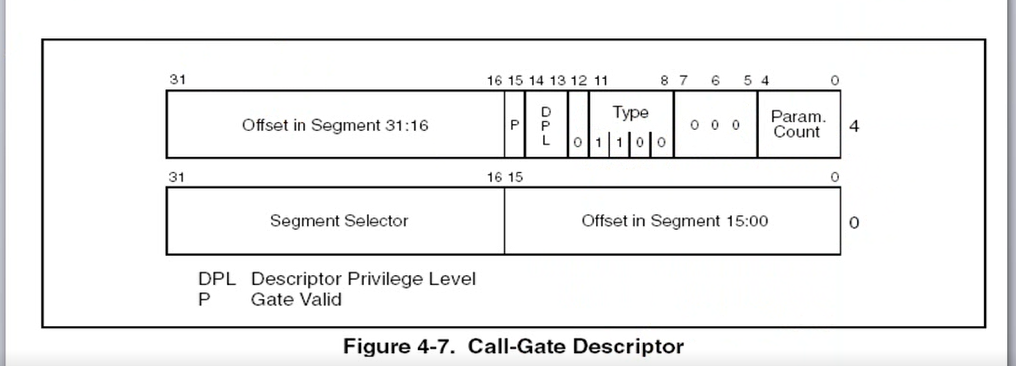 31 16 15 14 13 12 11 8 7 6 5 4 0
Offset in Segment 31:16 P DPL 0 Type 1 1 0 0 0 0 0 Param. Count 4
31 16 15 0
Segment Selector Offset in Segment 15:00 0
DPL Descriptor Privilege Level
P Gate Valid
Figure 4-7. Call-Gate Descriptor